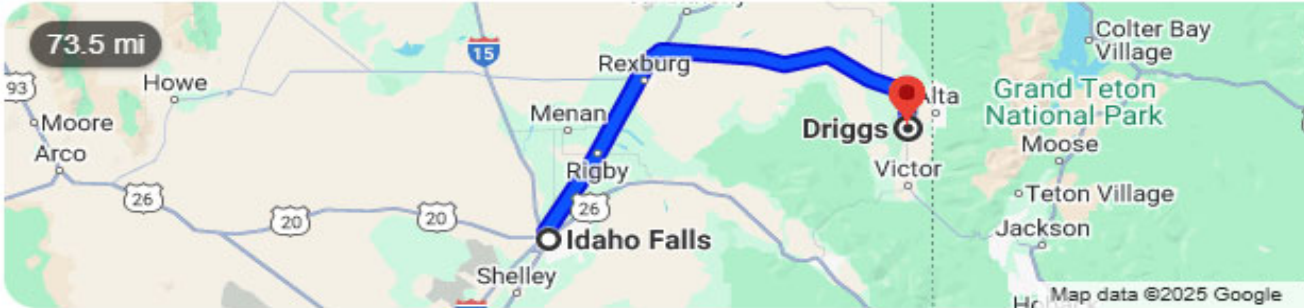 73.5 mi
15
Colter Bay
Village
Rexburg
Howe
93
Grand Teton
National Park
Alta
Menan
Moore
Driggs
Moose
Arco
Rigby
Victor
26
26
Teton Village
20
20
Idaho Falls
Jackson
Shelley
Map data ©2025 Google